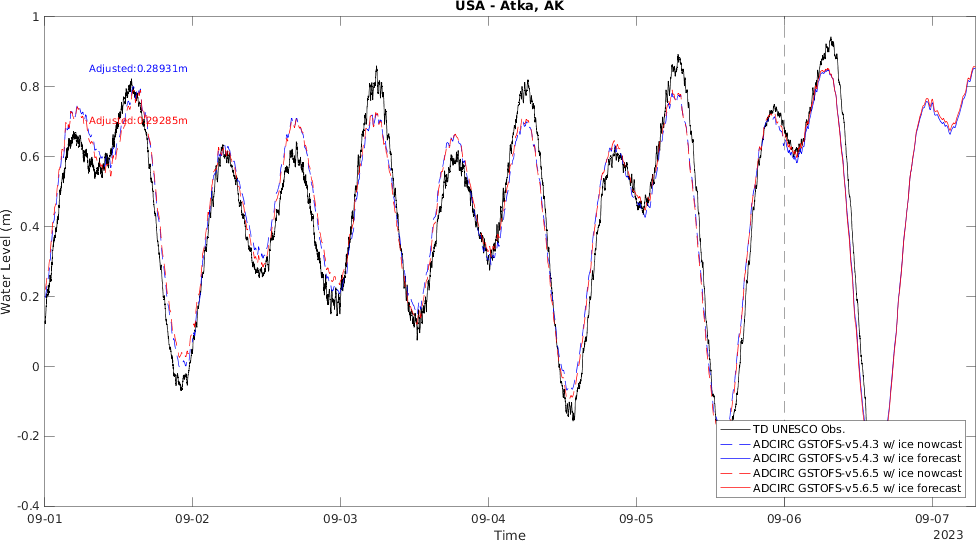 USA - Atka, AK
1
0.8
0.6
0.4
0.2
0
-0.2
-0.4
Water Level (m)
Adjusted:0.28931m
Adjusted:0.29285m
TD UNESCO Obs.
ADCIRC GSTOFS-v5.4.3 w/ ice nowcast
ADCIRC GSTOFS-v5.4.3 w/ ice forecast
ADCIRC GSTOFS-v5.6.5 w/ ice nowcast
ADCIRC GSTOFS-v5.6.5 w/ ice forecast
09-01 09-02 09-03 09-04 09-05 09-06 09-07
Time
2023